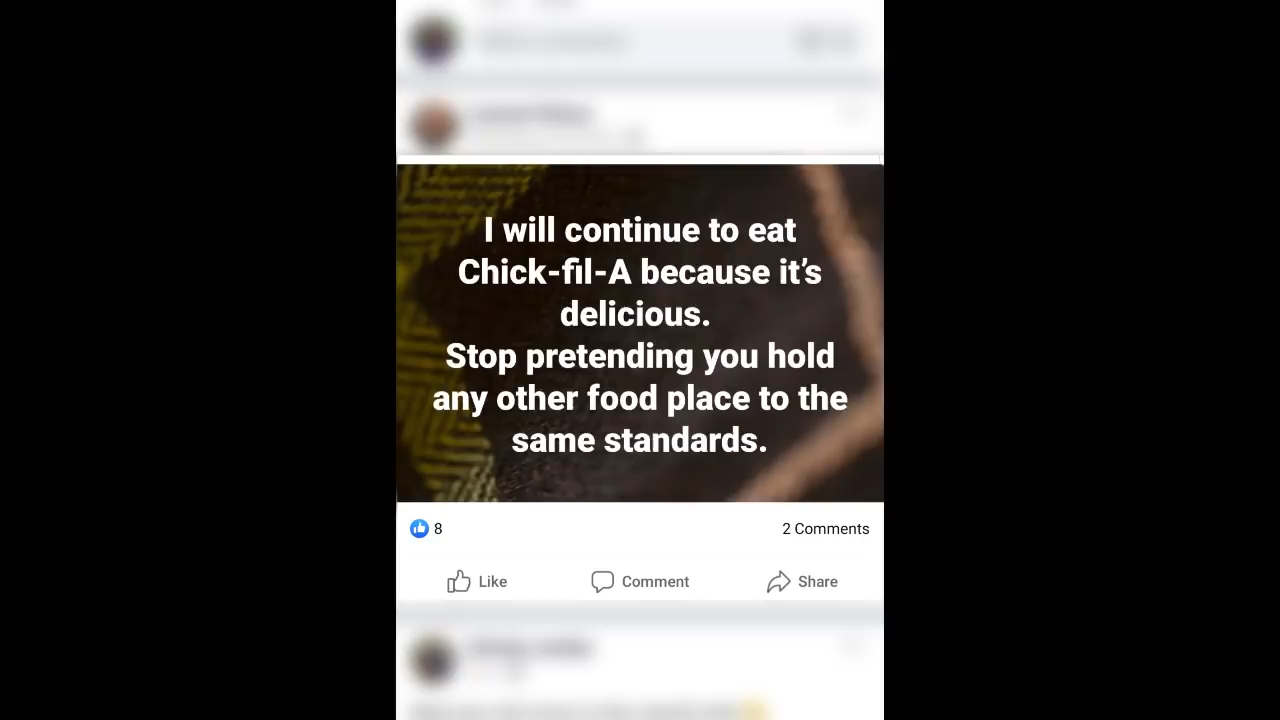 I will continue to eat
Chick-fil-A because it’s
delicious.
Stop pretending you hold
any other food place to the
same standards.
8 2 Comments
Like Comment Share